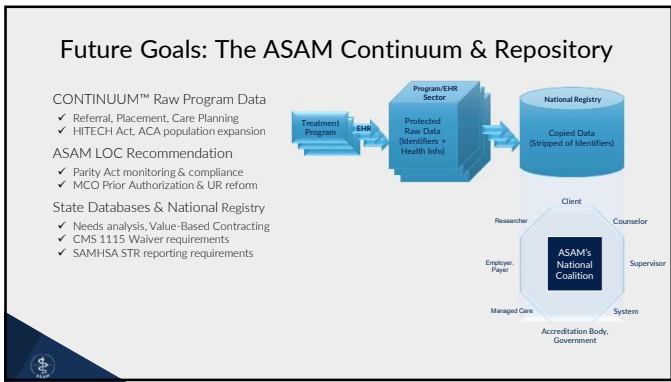 Future Goals: The ASAM Continuum & Repository
CONTINUUM™ Raw Program Data
✓ Referral, Placement, Care Planning
✓ HITECH Act, ACA population expansion
ASAM LOC Recommendation
✓ Parity Act monitoring & compliance
✓ MCO Prior Authorization & UR reform
State Databases & National Registry
✓ Needs analysis, Value-Based Contracting
✓ CMS 1115 Waiver requirements
✓ SAMHSA STR reporting requirements
Treatment
Program
EHR
Program/EHR
Sector
Protected
Raw Data
(Identifiers +
Health Info)
National Registry
Copied Data
(Stripped of Identifiers)
Client
Researcher
Counselor
Employer,
Payer
ASAM's
National
Coalition
Supervisor
Managed Care
System
Accreditation Body,
Government
ASAM